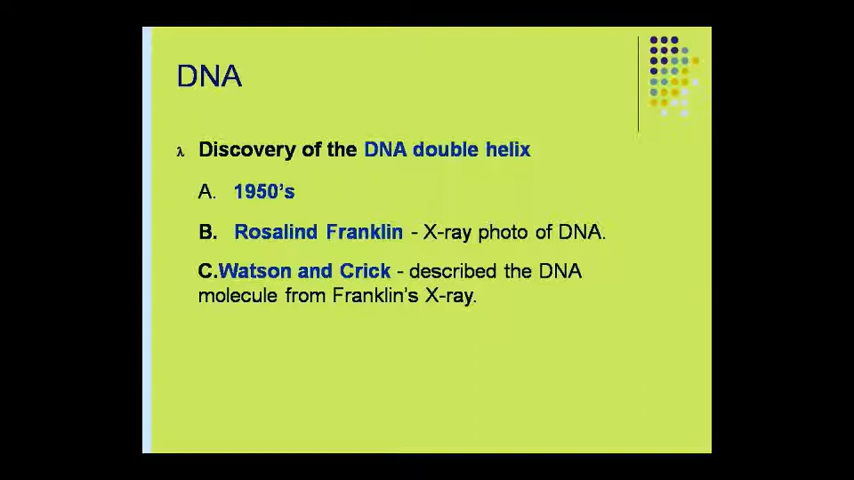 DNA
λ Discovery of the DNA double helix
A. 1950's
B. Rosalind Franklin - X-ray photo of DNA.
C.Watson and Crick - described the DNA
molecule from Franklin's X-ray.